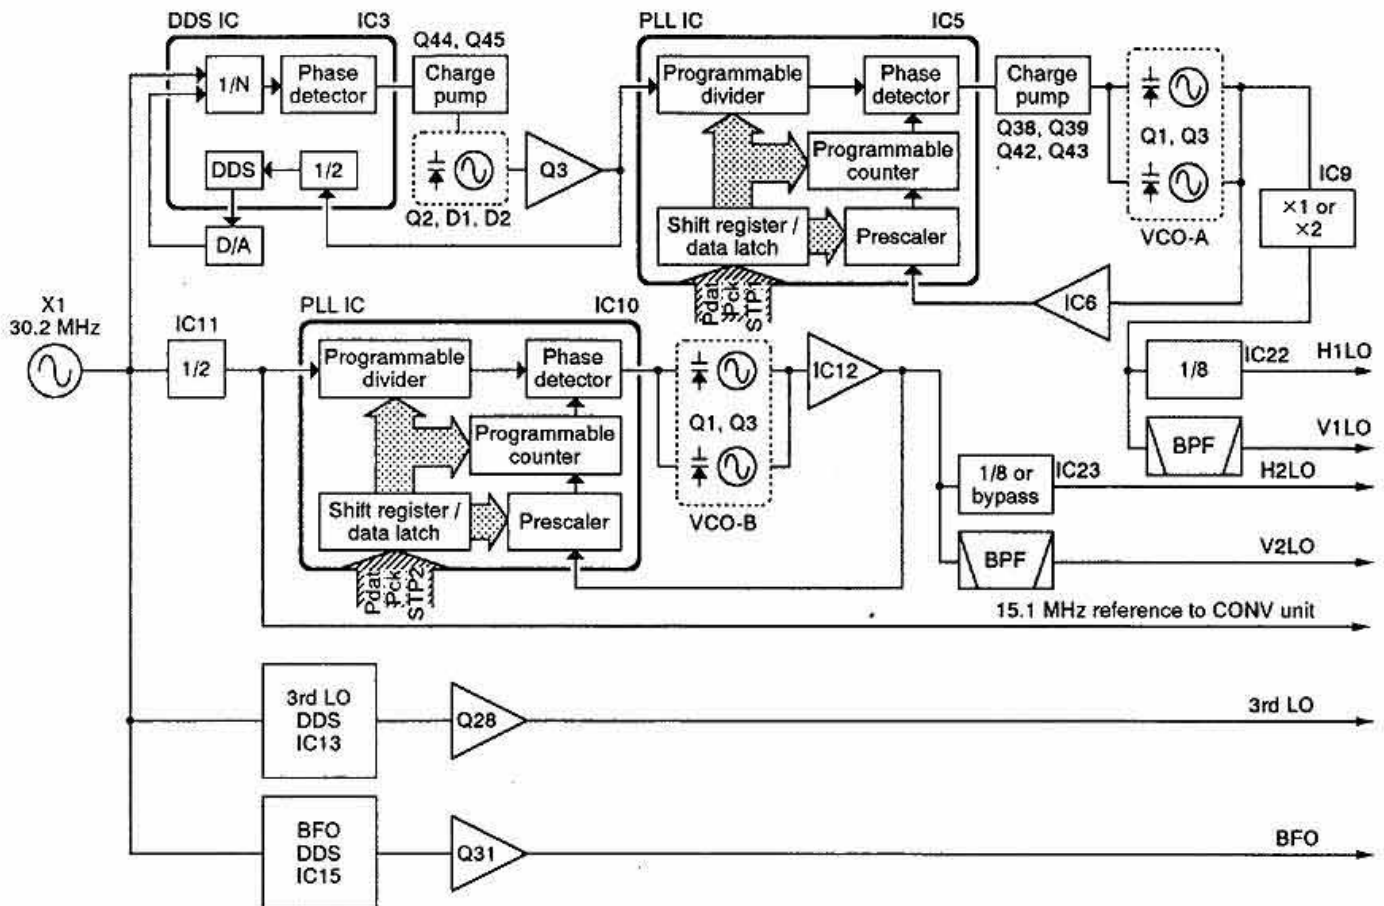 DDS IC
IC3
1/N
Phase
detector
DDS
1/2
D/A
Q44, Q45
Charge
pump
Q2, D1, D2
Q3
PLL IC
IC5
Programmable
divider
Phase
detector
Programmable
counter
Shift register /
data latch
Prescaler
Pdat
Pck
STP1
Charge
pump
Q38, Q39
Q42, Q43
Q1, Q3
VCO-A
IC9
×1 or
×2
IC6
X1
30.2 MHz
IC11
1/2
PLL IC
IC10
Programmable
divider
Phase
detector
Programmable
counter
Shift register /
data latch
Prescaler
Pdat
Pck
STP2
Q1, Q3
VCO-B
IC12
1/8
IC22
H1LO
BPF
V1LO
1/8 or
bypass
IC23
H2LO
BPF
V2LO
15.1 MHz reference to CONV unit
3rd LO
DDS
IC13
Q28
3rd LO
BFO
DDS
IC15
Q31
BFO